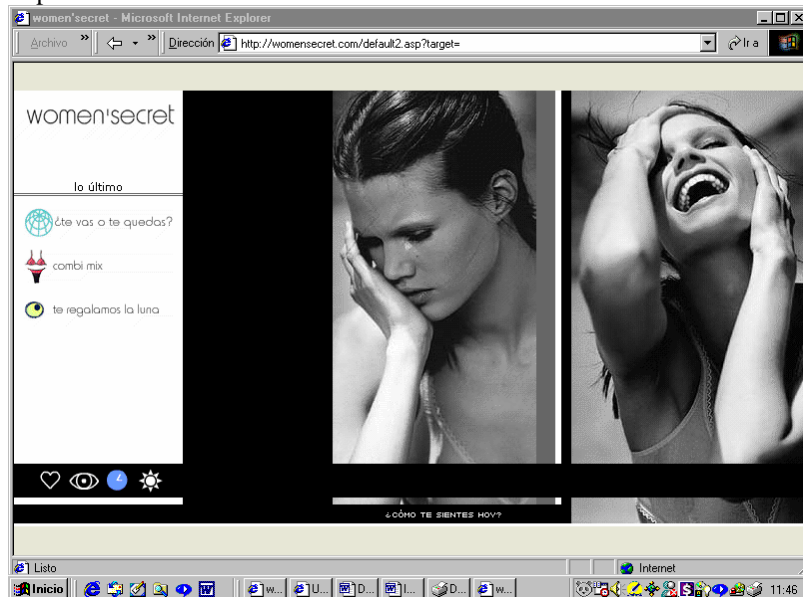 women'secret - Microsoft Internet Explorer
Archivo » » Dirección http://womensecret.com/default2.asp?target= Ir a
women'secret
lo último
¿te vas o te quedas?
combi mix
te regalamos la luna
¿CÓMO TE SIENTES HOY?
Listo Internet
Inicio w... U... D... I... D... w... 11:46